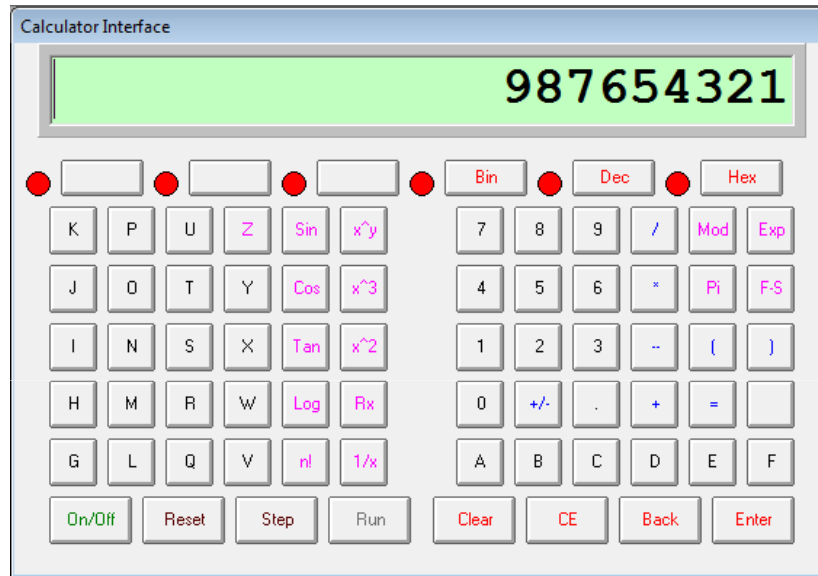 Calculator Interface
987654321
Bin Dec Hex
K P U Z Sin x^y 7 8 9 / Mod Exp
J O T Y Cos x^3 4 5 6 * Pi F-S
I N S X Tan x^2 1 2 3 -- ( )
H M R W Log Rx 0 +/- . + =
G L Q V n! 1/x A B C D E F
On/Off Reset Step Run Clear CE Back Enter